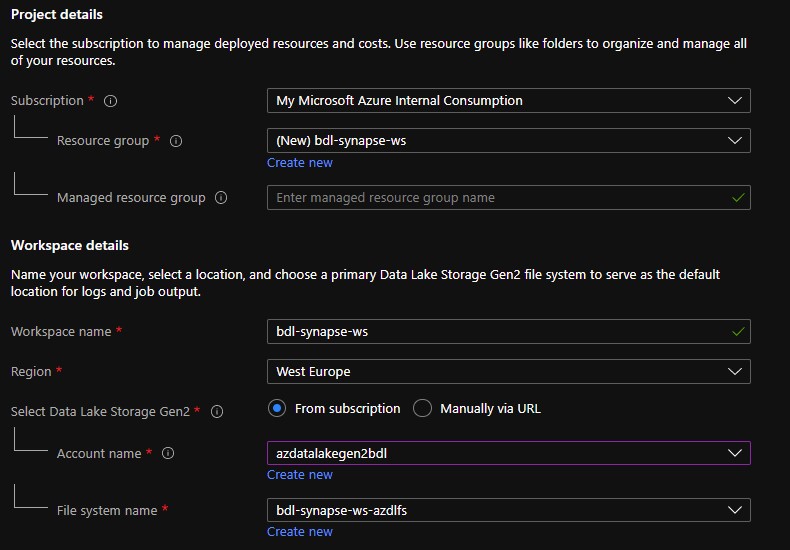 Project details
Select the subscription to manage deployed resources and costs. Use resource groups like folders to organize and manage all
of your resources.
Subscription * i
My Microsoft Azure Internal Consumption
Resource group * i
(New) bdl-synapse-ws
Create new
Managed resource group i
Enter managed resource group name
Workspace details
Name your workspace, select a location, and choose a primary Data Lake Storage Gen2 file system to serve as the default
location for logs and job output.
Workspace name *
bdl-synapse-ws
Region *
West Europe
Select Data Lake Storage Gen2 * i
From subscription
Manually via URL
Account name * i
azdatalakegen2bdl
Create new
File system name *
bdl-synapse-ws-azdlfs
Create new